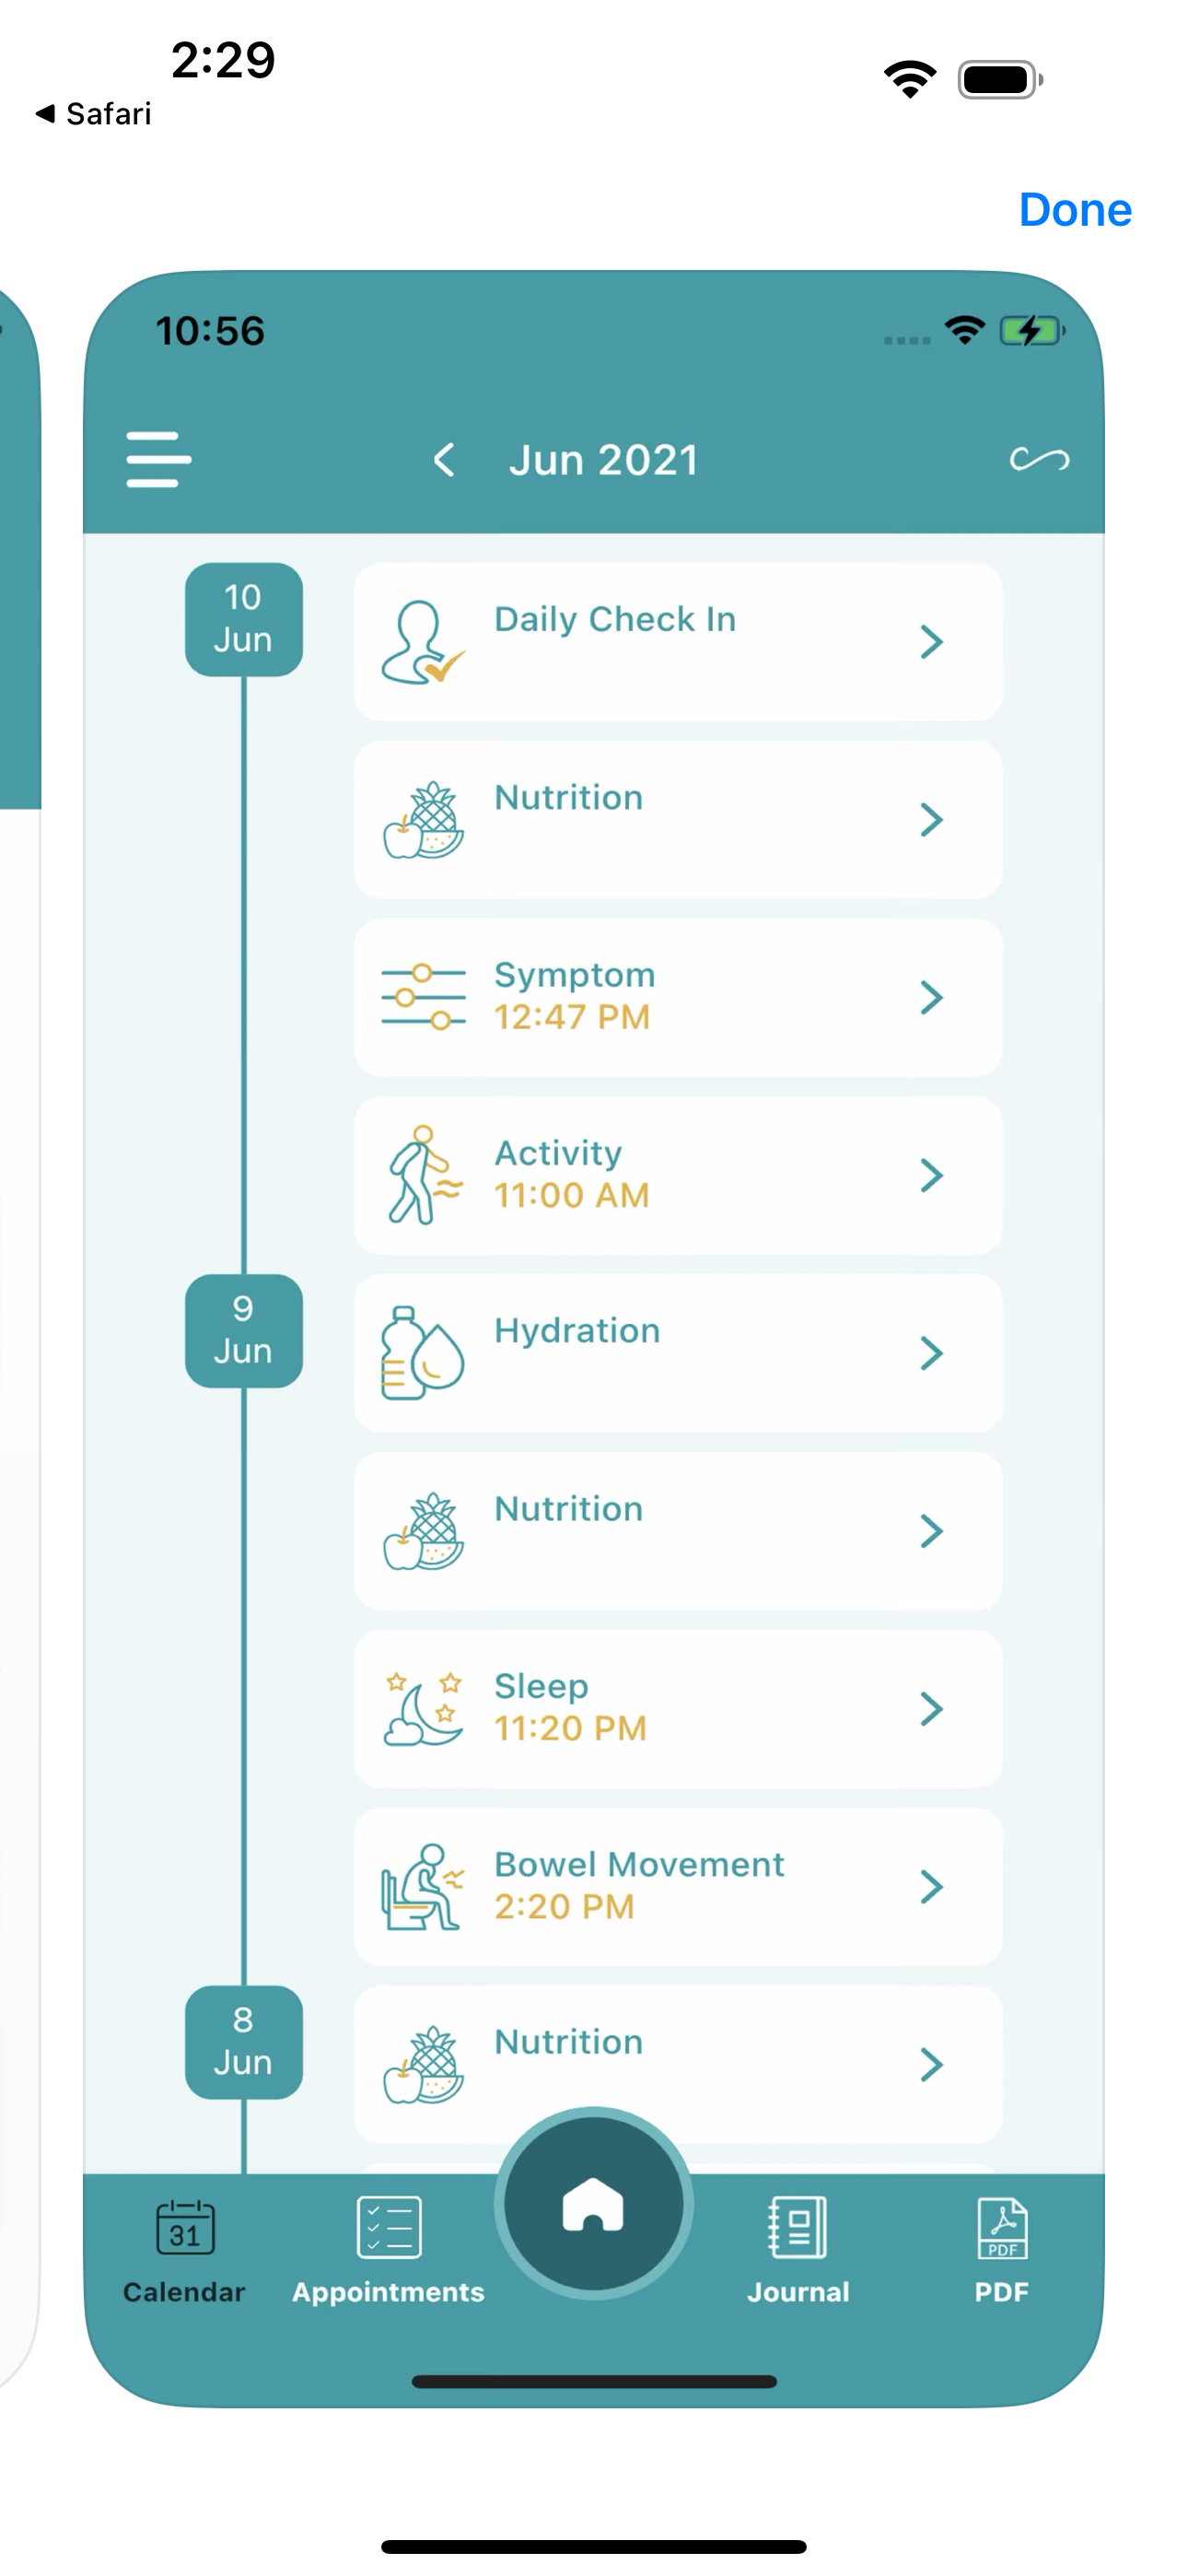 2:29
Safari
Done
10:56
Jun 2021
10
Jun
Daily Check In
Nutrition
Symptom
12:47 PM
Activity
11:00 AM
9
Jun
Hydration
Nutrition
Sleep
11:20 PM
Bowel Movement
2:20 PM
8
Jun
Nutrition
31
PDF
Calendar
Appointments
Journal
PDF